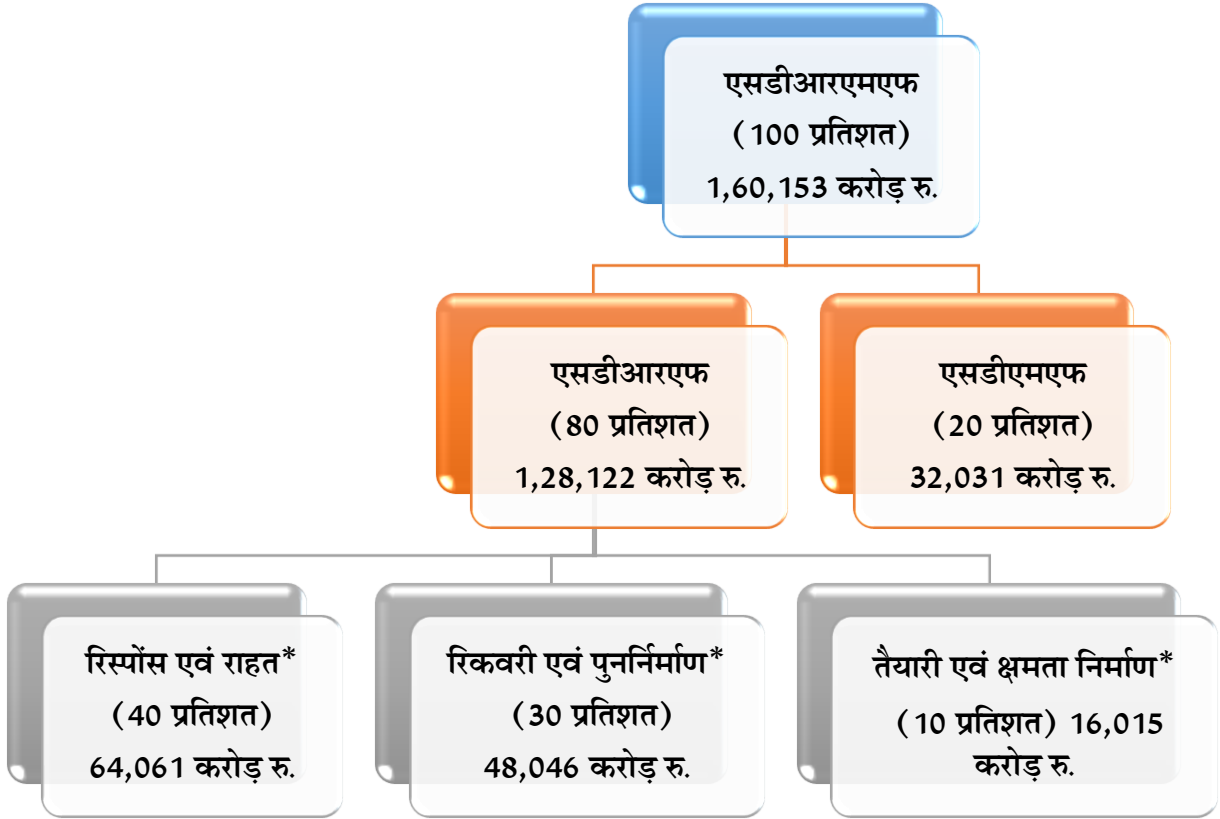 एसडीआरएमएफ
(100 प्रतिशत)
1,60,153 करोड़ रु.
एसडीआरएफ
(80 प्रतिशत)
1,28,122 करोड़ रु.
एसडीएमएफ
(20 प्रतिशत)
32,031 करोड़ रु.
रिस्पोंस एवं राहत*
(40 प्रतिशत)
64,061 करोड़ रु.
रिकवरी एवं पुनर्निर्माण*
(30 प्रतिशत)
48,046 करोड़ रु.
तैयारी एवं क्षमता निर्माण*
(10 प्रतिशत) 16,015
करोड़ रु.